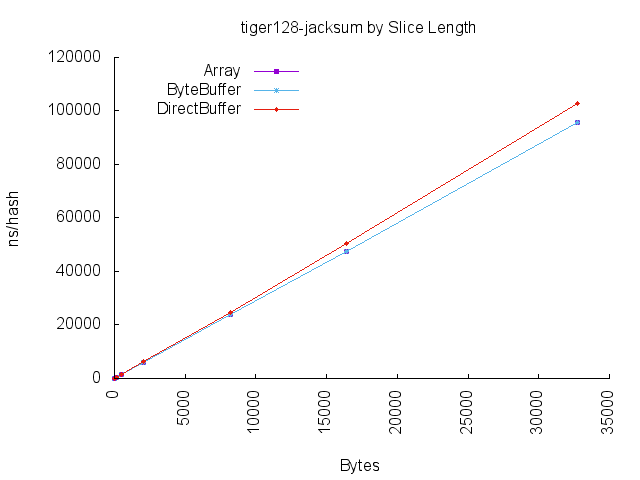 tiger128-jacksum by Slice Length
120000
100000
80000
60000
40000
20000
0
ns/hash
Array
ByteBuffer
DirectBuffer
0
5000
10000
15000
20000
25000
30000
35000
Bytes